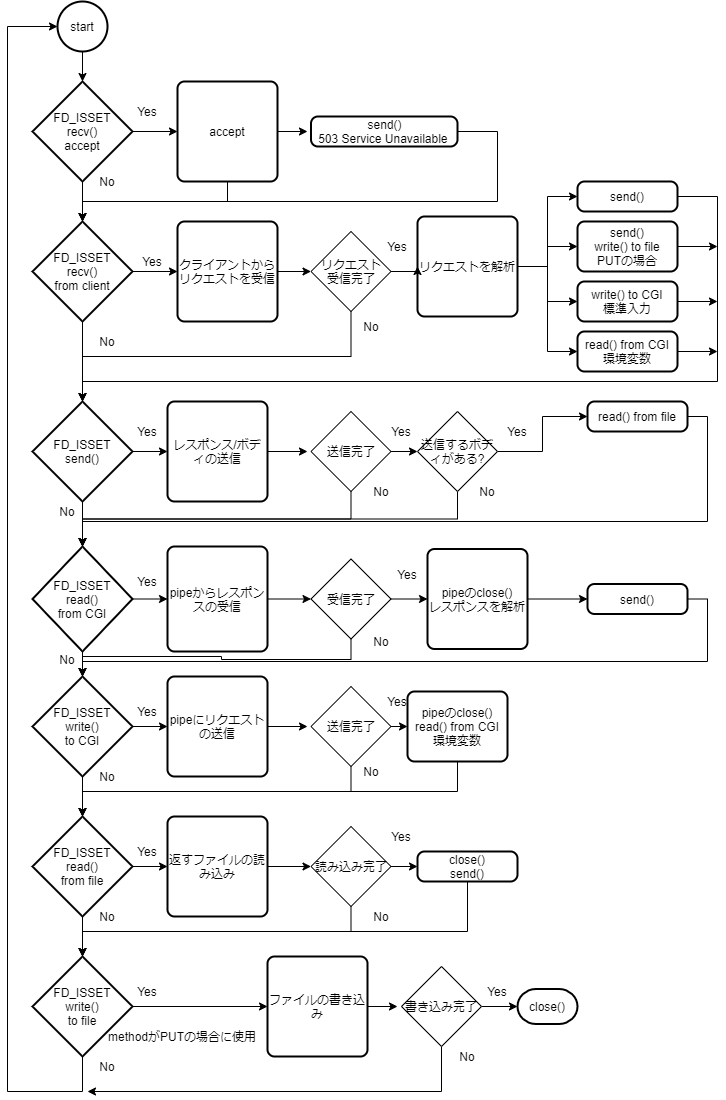 start
FD_ISSET
recv()
accept
Yes
accept
send()
503 Service Unavailable
No
FD_ISSET
recv()
from client
Yes
クライアントから
リクエストを受信
リクエスト
受信完了
Yes
リクエストを解析
send()
send()
write() to file
PUTの場合
write() to CGI
標準入力
read() from CGI
環境変数
No
No
FD_ISSET
send()
Yes
レスポンス/ボデ
ィの送信
送信完了
Yes
送信するボデ
ィがある?
Yes
read() from file
No
No
No
FD_ISSET
read()
from CGI
Yes
pipeからレスポン
スの受信
受信完了
Yes
pipeのclose()
レスポンスを解析
send()
No
No
FD_ISSET
write()
to CGI
Yes
pipeにリクエスト
の送信
送信完了
Yes
pipeのclose()
read() from CGI
環境変数
No
No
FD_ISSET
read()
from file
Yes
返すファイルの読
み込み
読み込み完了
Yes
close()
send()
No
No
FD_ISSET
write()
to file
Yes
methodがPUTの場合に使用
ファイルの書き込
み
書き込み完了
Yes
close()
No
No